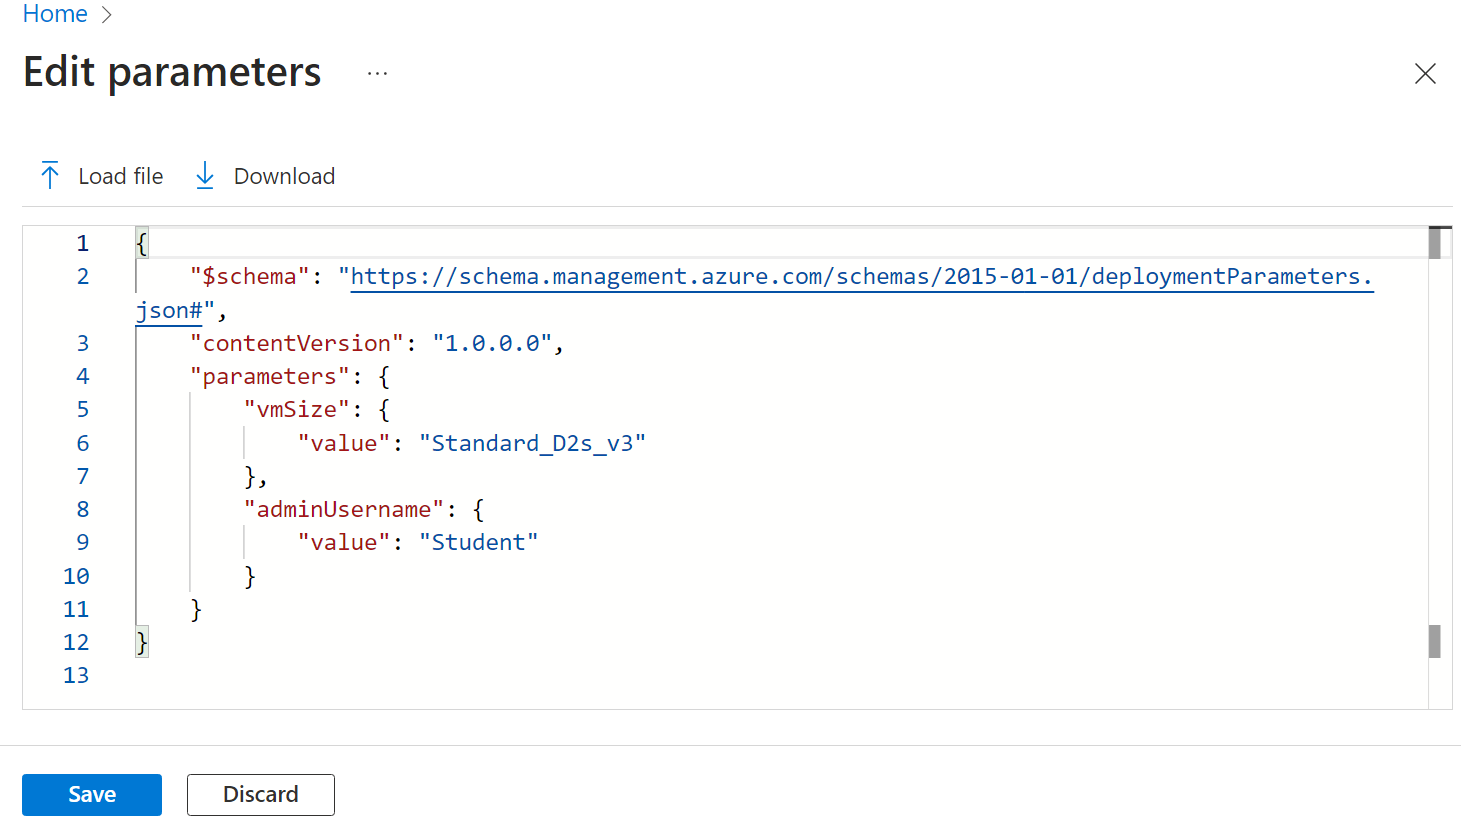 Home >
Edit parameters ...
Load file Download
1 {
2 "$schema": "https://schema.management.azure.com/schemas/2015-01-01/deploymentParameters.
json#",
3 "contentVersion": "1.0.0.0",
4 "parameters": {
5 "vmSize": {
6 "value": "Standard_D2s_v3"
7 },
8 "adminUsername": {
9 "value": "Student"
10 }
11 }
12 }
13
Save Discard